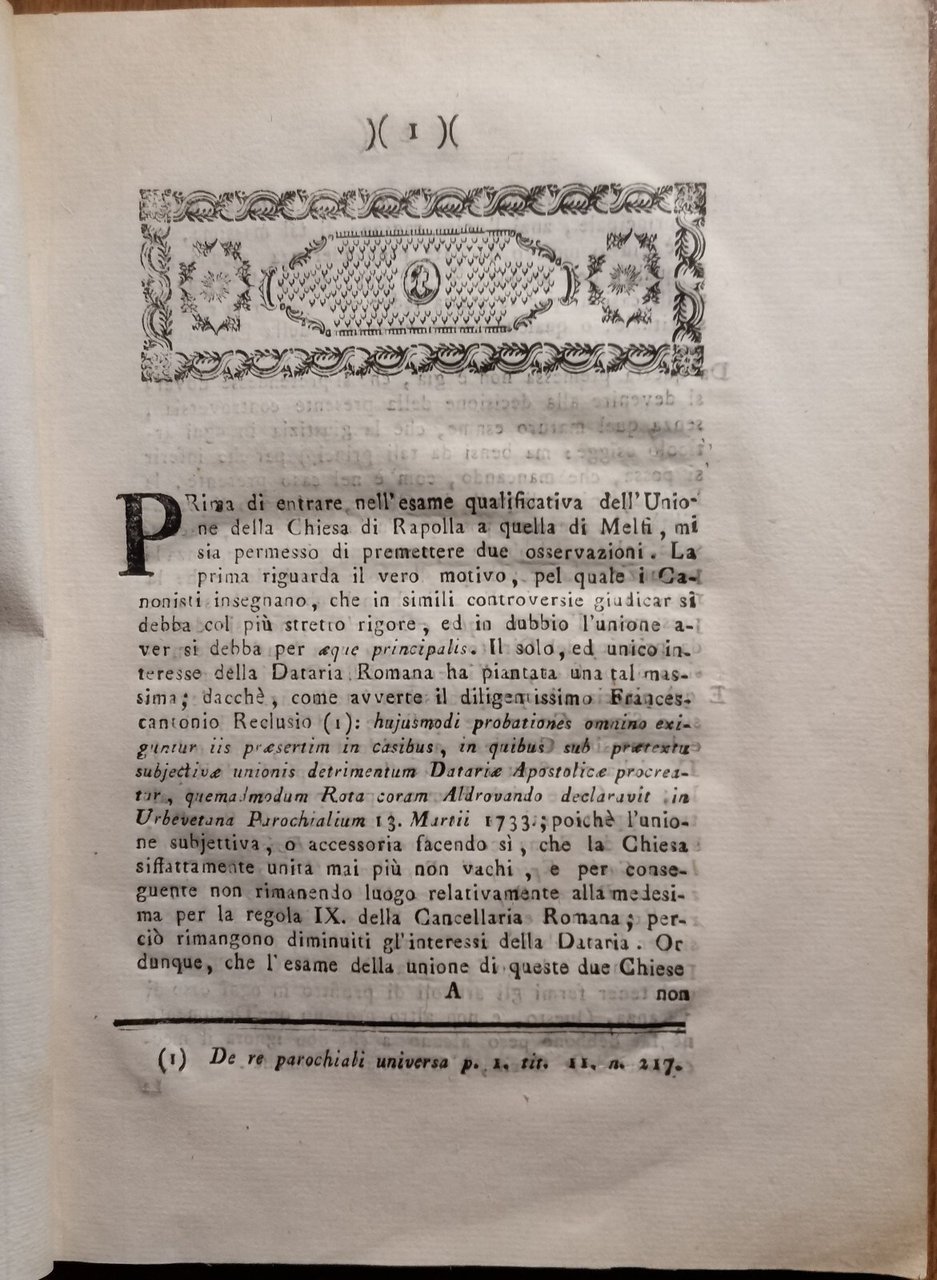 )( 1 )(
PRima di entrare nell'esame qualificativa dell'Unio-
ne della Chiesa di Rapolla a quella di Melfi, mi
sia permesso di premettere due osservazioni. La
prima riguarda il vero motivo, pel quale i Ca-
nonisti insegnano, che in simili controversie giudicar si
debba col più stretto rigore, ed in dubbio l'unione a-
ver si debba per æque principalis. Il solo, ed unico in-
teresse della Dataria Romana ha piantata una tal mas-
sima; dacchè, come avverte il diligentissimo Frances-
cantonio Reclusio (1): hujusmodi probationes omnino exi-
guntur iis præsertim in casibus, in quibus sub prætextu
subjectivæ unionis detrimentum Datariæ Apostolicæ procrea-
tur, quemadmodum Rota coram Aldrovando declaravit in
Urbevetana Parochialium 13. Martii 1733.; poichè l'unio-
ne subjettiva, o accessoria facendo sì, che la Chiesa
siffattamente unita mai più non vachi, e per conse-
guente non rimanendo luogo relativamente alla medesi-
ma per la regola IX. della Cancellaria Romana; per-
ciò rimangono diminuiti gl'interessi della Dataria. Or
dunque, che l'esame della unione di queste due Chiese
A non
(1) De re parochiali universa p. 1. tit. 11. n. 217.